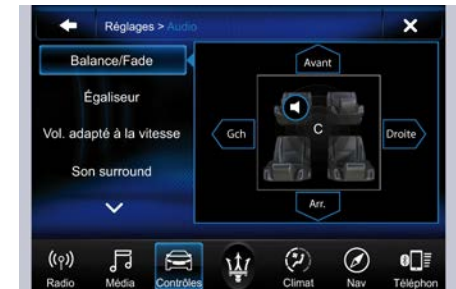 Réglages > Audio
Balance/Fade
Égaliseur
Vol. adapté à la vitesse
Son surround
Avant
Gch
C
Droite
Arr.
Radio
Média
Contrôles
Climat
Nav
Téléphon